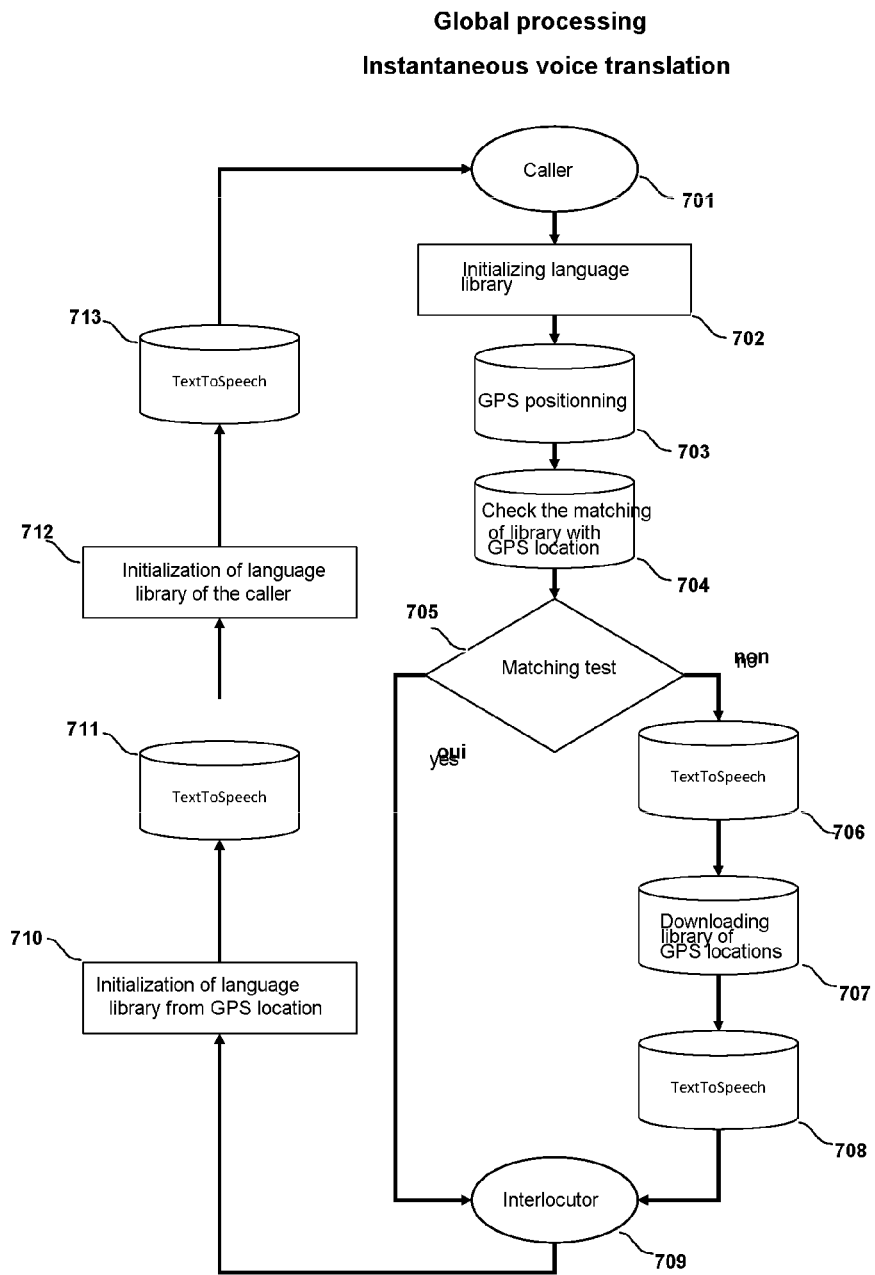 Global processing
Instantaneous voice translation
Caller
701
Initializing language
library
702
713
TextToSpeech
GPS positionning
703
Check the matching
of library with
GPS location
704
712
Initialization of language
library of the caller
705
Matching test
non
no
oui
yes
711
TextToSpeech
TextToSpeech
706
710
Initialization of language
library from GPS location
Downloading
library of
GPS locations
707
TextToSpeech
708
Interlocutor
709